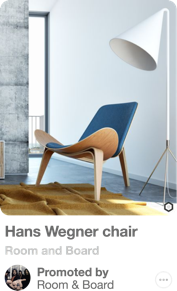 Hans Wegner chair
Room and Board
Promoted by
Room & Board